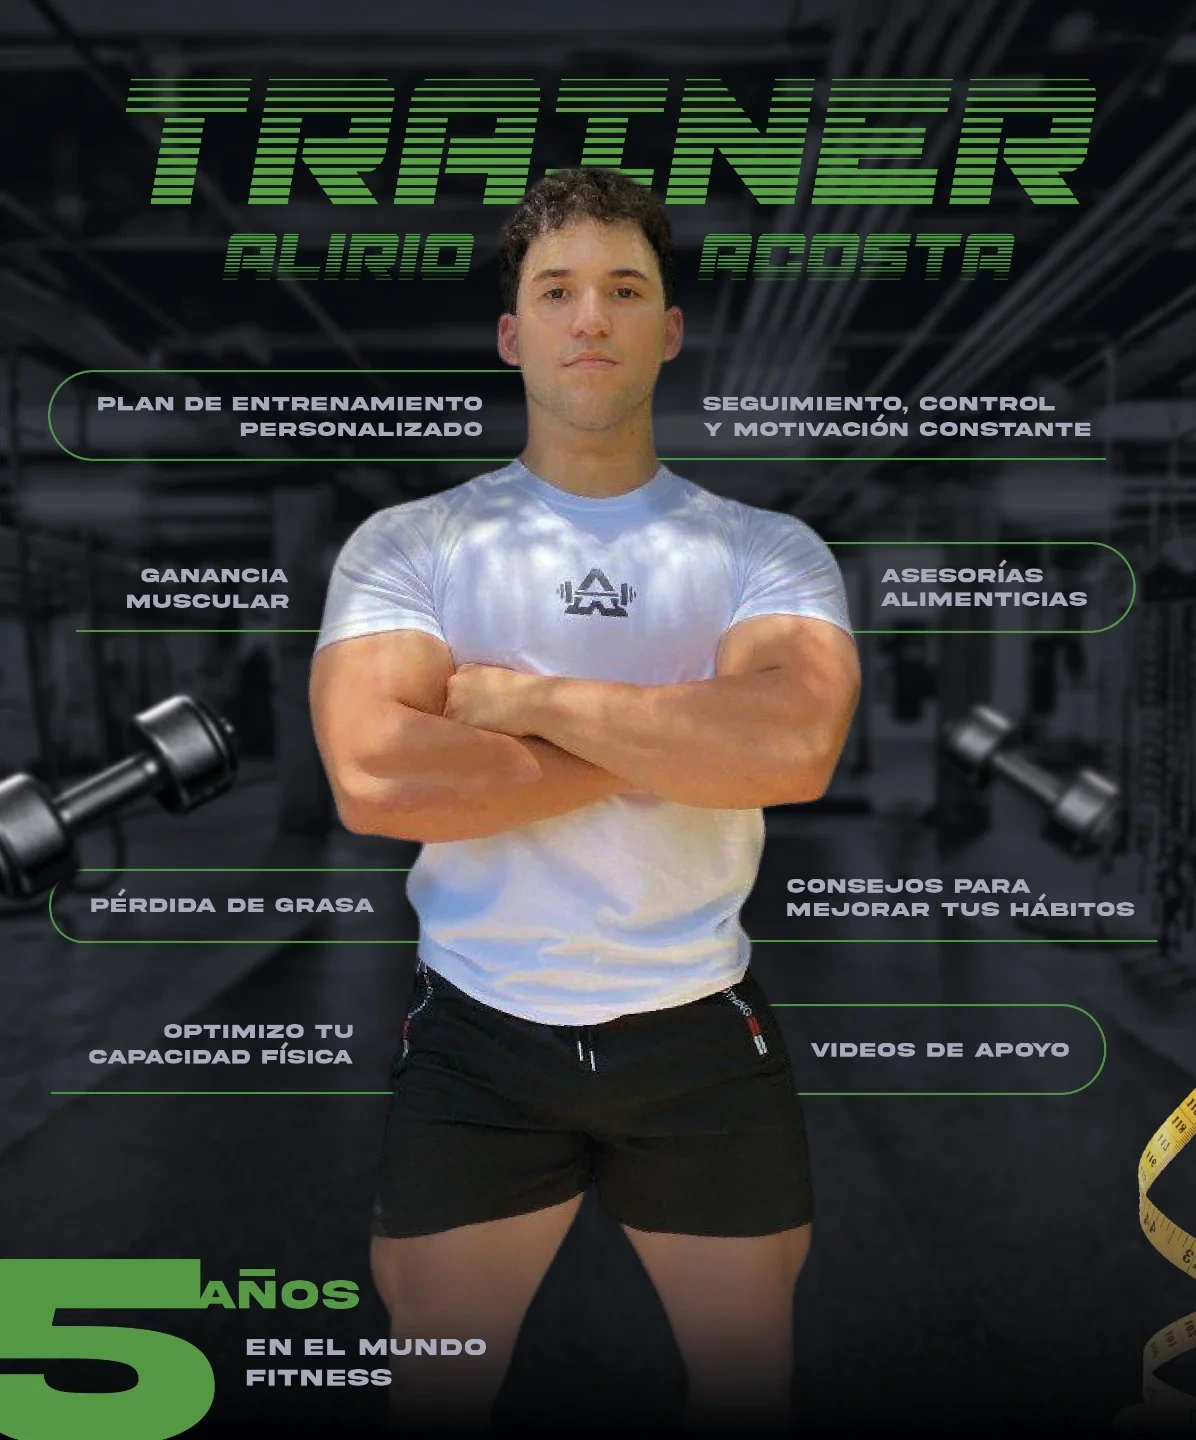 TRAINER
ALIRIO ACOSTA
PLAN DE ENTRENAMIENTO
PERSONALIZADO
SEGUIMIENTO, CONTROL
Y MOTIVACIÓN CONSTANTE
GANANCIA
MUSCULAR
ASESORÍAS
ALIMENTICIAS
PÉRDIDA DE GRASA
CONSEJOS PARA
MEJORAR TUS HÁBITOS
OPTIMIZO TU
CAPACIDAD FÍSICA
VIDEOS DE APOYO
5 AÑOS
EN EL MUNDO
FITNESS